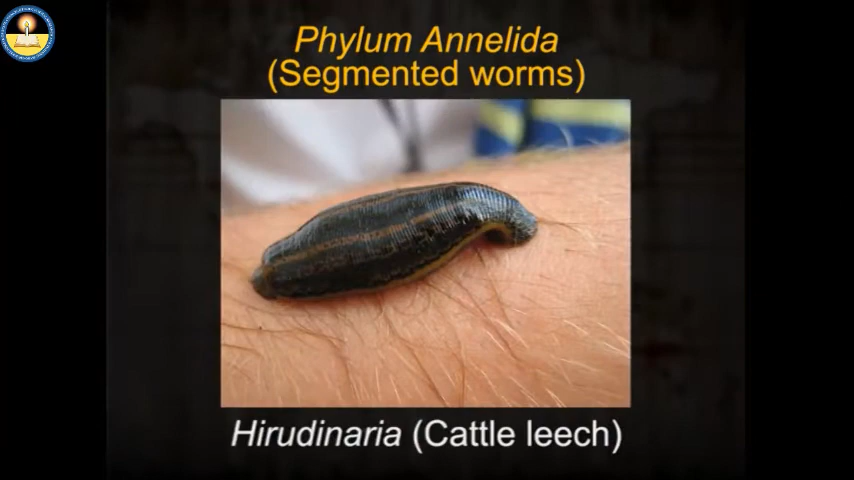 Phylum Annelida
(Segmented worms)
Hirudinaria (Cattle leech)